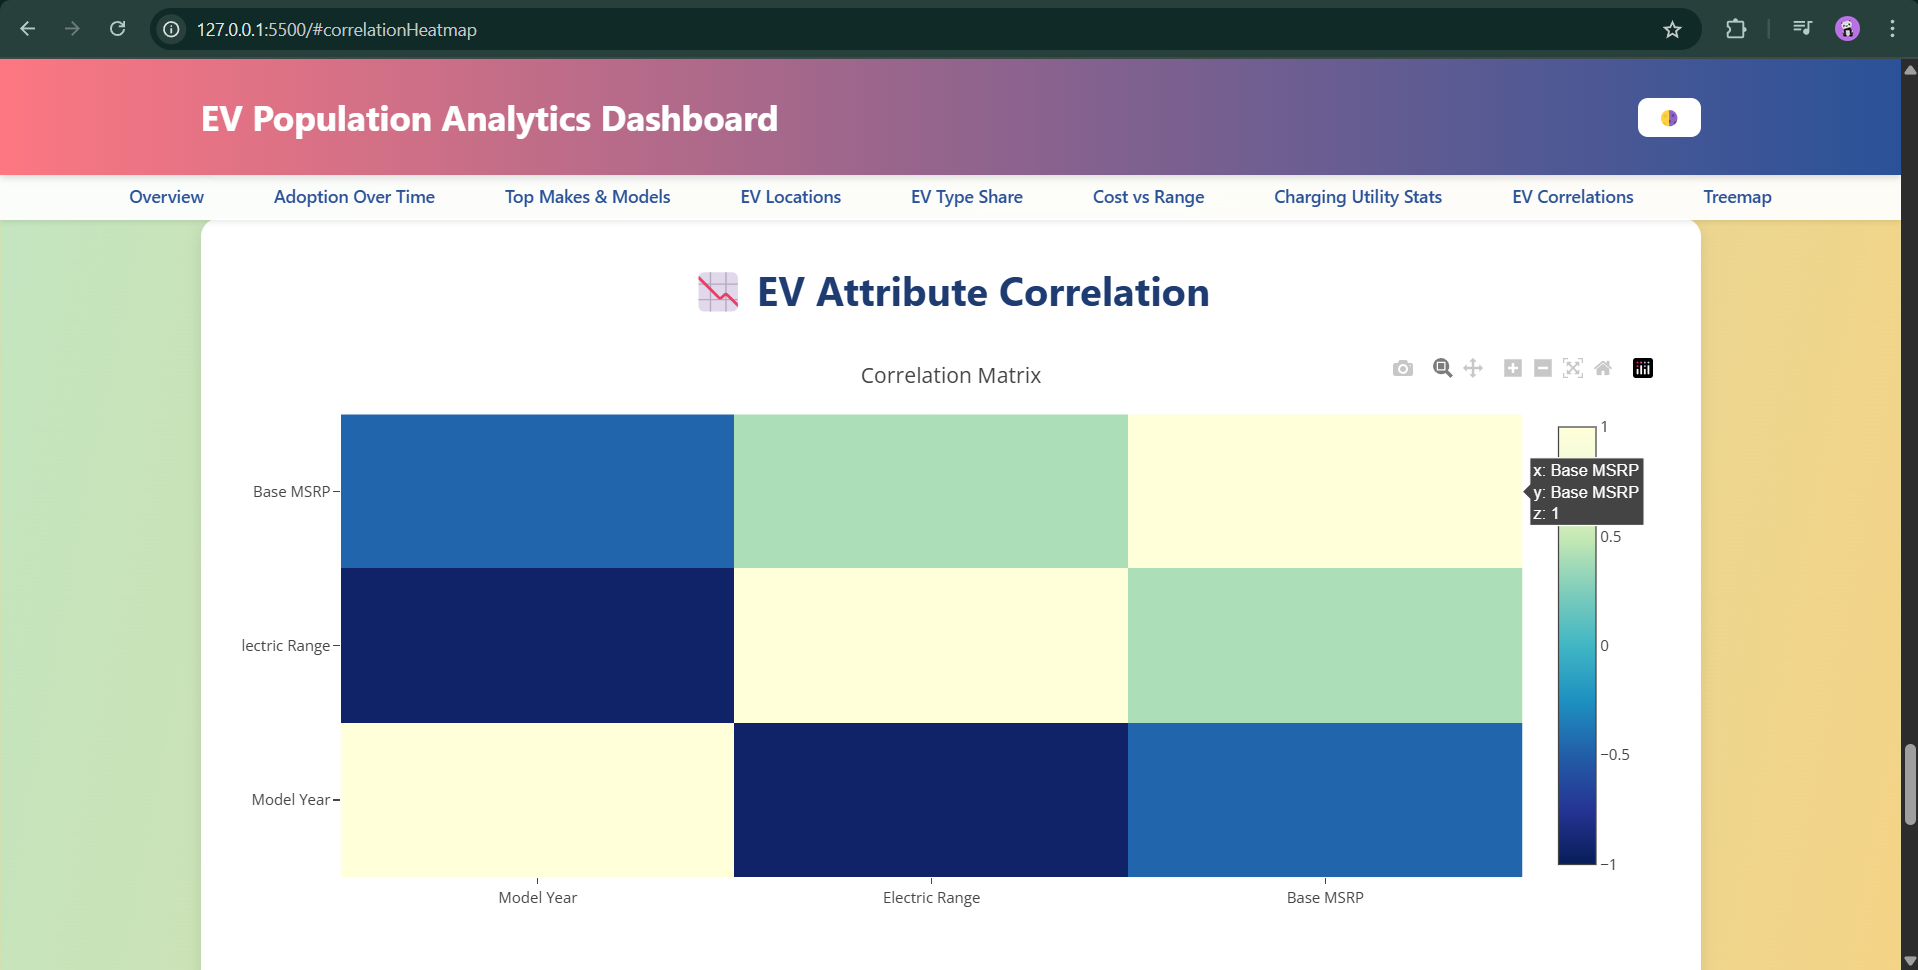 127.0.0.1:5500/#correlationHeatmap
EV Population Analytics Dashboard
Overview Adoption Over Time Top Makes & Models EV Locations EV Type Share Cost vs Range Charging Utility Stats EV Correlations Treemap
EV Attribute Correlation
Correlation Matrix
Base MSRP
lectric Range
Model Year
Model Year Electric Range Base MSRP
1
x: Base MSRP
y: Base MSRP
z: 1
0.5
0
−0.5
−1